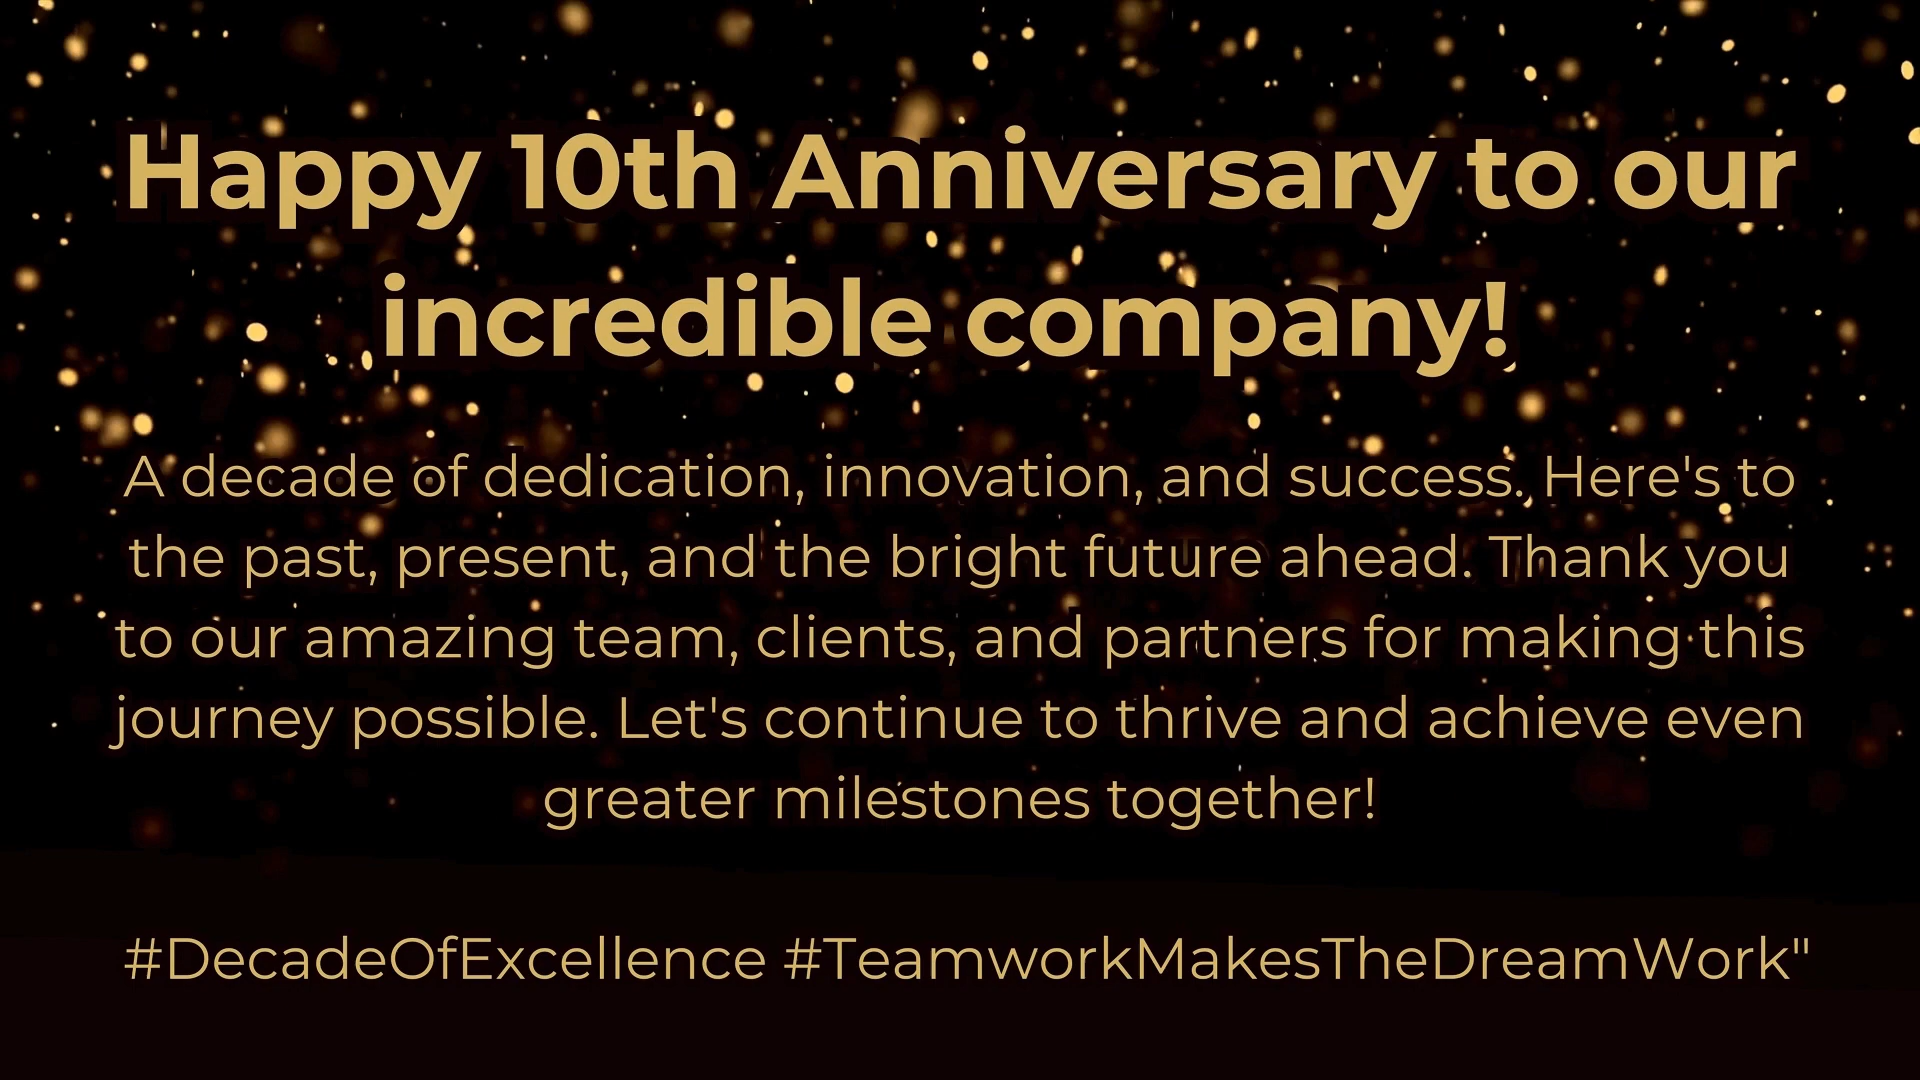 Happy 10th Anniversary to our
incredible company!
A decade of dedication, innovation, and success. Here's to
the past, present, and the bright future ahead. Thank you
to our amazing team, clients, and partners for making this
journey possible. Let's continue to thrive and achieve even
greater milestones together!
#DecadeOfExcellence #TeamworkMakesTheDreamWork"